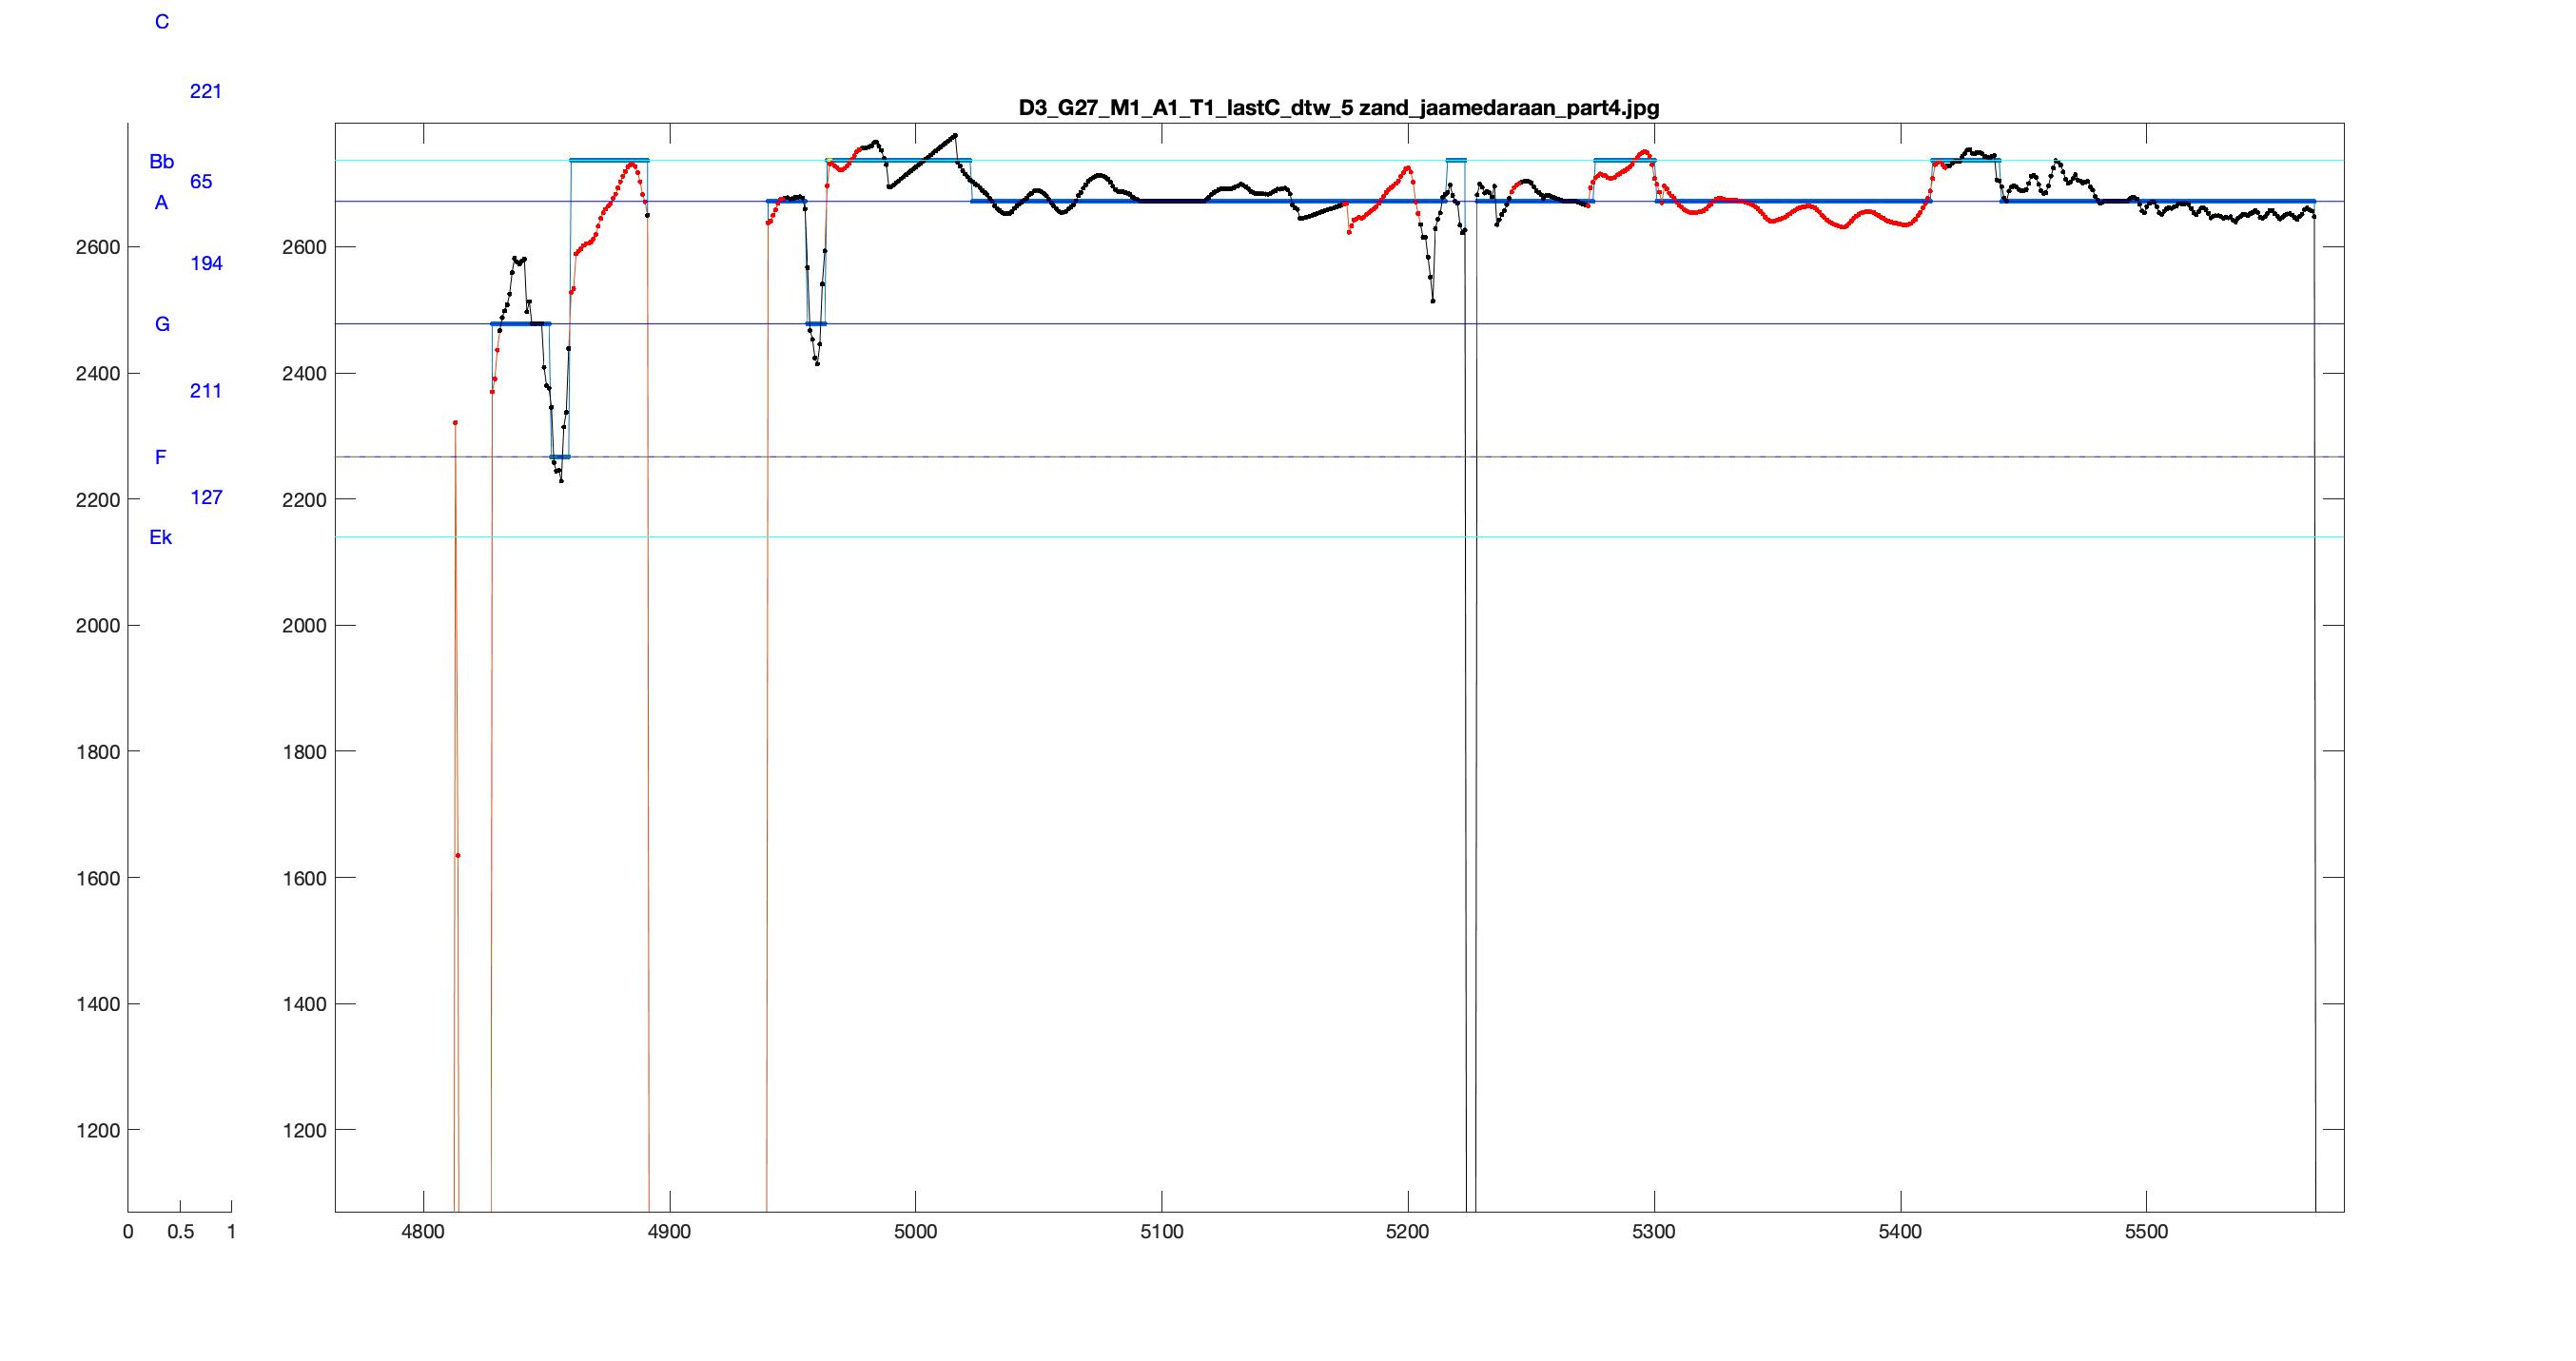 C
221
D3_G27_M1_A1_T1_lastC_dtw_5 zand_jaamedaraan_part4.jpg
Bb
65
A
2600 2600
194
G
2400 2400
211
F
127
2200 2200
Ek
2000 2000
1800 1800
1600 1600
1400 1400
1200 1200
0 0.5 1 4800 4900 5000 5100 5200 5300 5400 5500